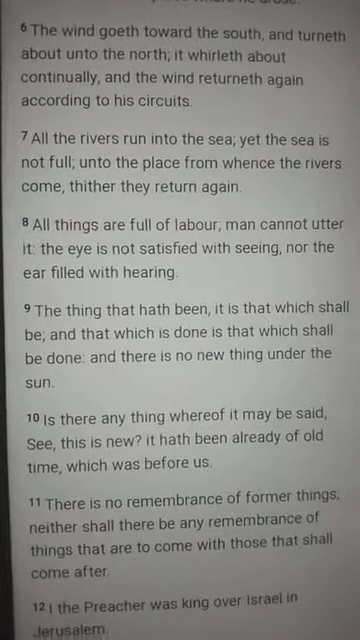 6 The wind goeth toward the south, and turneth
about unto the north; it whirleth about
continually, and the wind returneth again
according to his circuits.
7 All the rivers run into the sea; yet the sea is
not full; unto the place from whence the rivers
come, thither they return again.
8 All things are full of labour; man cannot utter
it: the eye is not satisfied with seeing, nor the
ear filled with hearing.
9 The thing that hath been, it is that which shall
be; and that which is done is that which shall
be done: and there is no new thing under the
sun.
10 Is there any thing whereof it may be said,
See, this is new? it hath been already of old
time, which was before us.
11 There is no remembrance of former things;
neither shall there be any remembrance of
things that are to come with those that shall
come after.
12 I the Preacher was king over Israel in
Jerusalem.